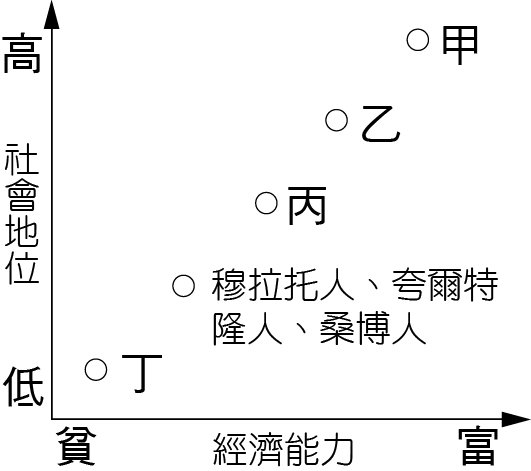 高
社會地位
低
甲
乙
丙
穆拉托人、夸爾特
隆人、桑博人
丁
貧
經濟能力
富